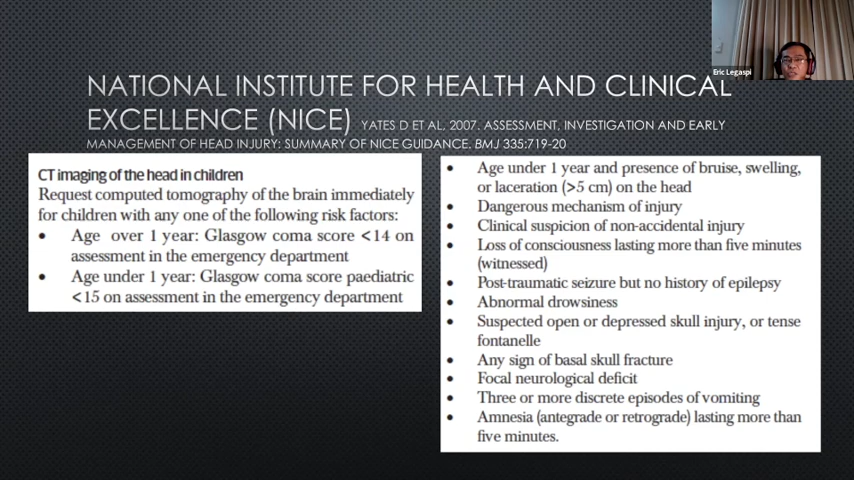 Eric Legaspi
NATIONAL INSTITUTE FOR HEALTH AND CLINICAL
EXCELLENCE (NICE) YATES D ET AL, 2007. ASSESSMENT, INVESTIGATION AND EARLY
MANAGEMENT OF HEAD INJURY: SUMMARY OF NICE GUIDANCE. BMJ 335:719-20
CT imaging of the head in children
Request computed tomography of the brain immediately
for children with any one of the following risk factors:
• Age over 1 year: Glasgow coma score <14 on
assessment in the emergency department
• Age under 1 year: Glasgow coma score paediatric
<15 on assessment in the emergency department
• Age under 1 year and presence of bruise, swelling,
or laceration (>5 cm) on the head
• Dangerous mechanism of injury
• Clinical suspicion of non-accidental injury
• Loss of consciousness lasting more than five minutes
(witnessed)
• Post-traumatic seizure but no history of epilepsy
• Abnormal drowsiness
• Suspected open or depressed skull injury, or tense
fontanelle
• Any sign of basal skull fracture
• Focal neurological deficit
• Three or more discrete episodes of vomiting
• Amnesia (antegrade or retrograde) lasting more than
five minutes.